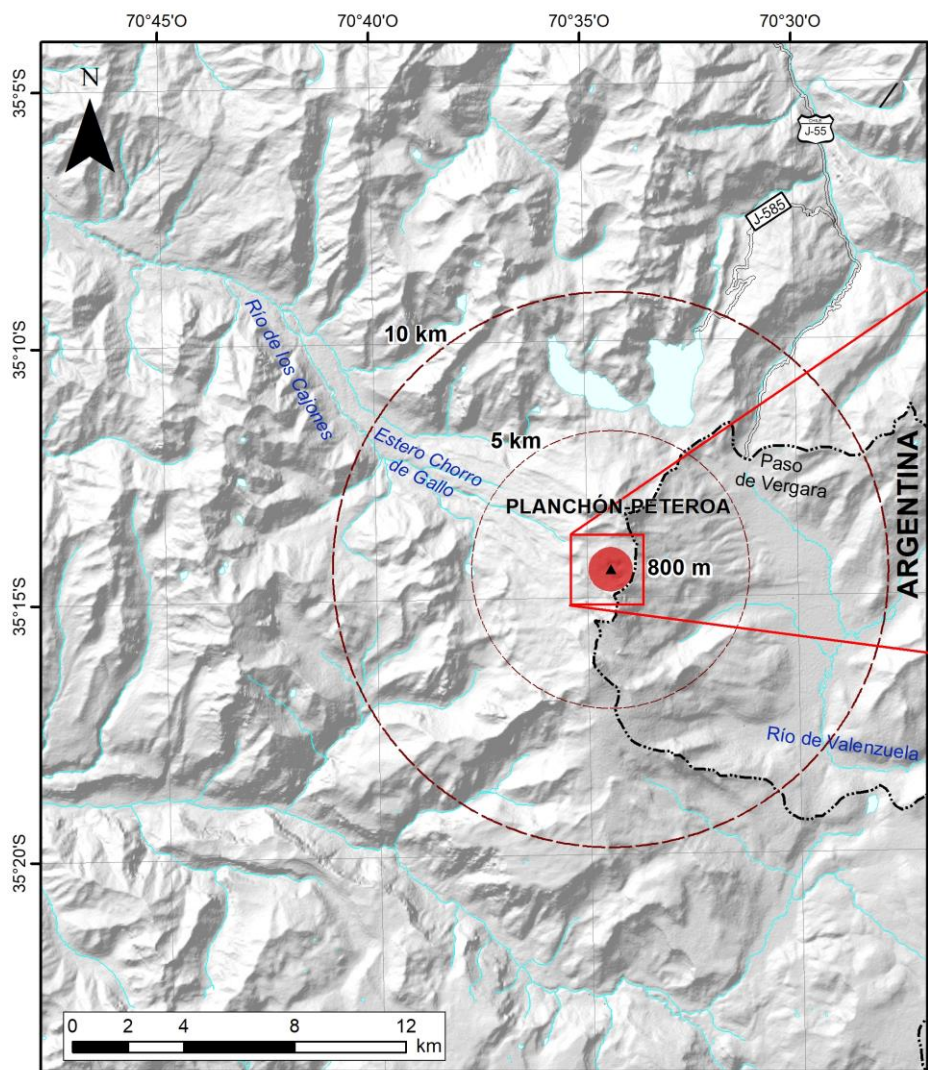 70°45'O
70°40'O
70°35'O
70°30'O
35°5'S
35°10'S
35°15'S
35°20'S
N
CHILE
J-55
J-585
10 km
Río de los Cajones
5 km
Estero Chorro
de Gallo
Paso
de Vergara
ARGENTINA
PLANCHÓN-PETEROA
800 m
Río de Valenzuela
0 2 4 8 12
km